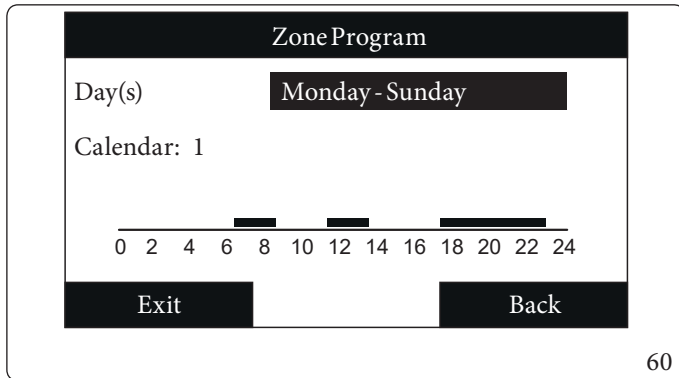 Zone Program
Day(s) Monday - Sunday
Calendar: 1
0 2 4 6 8 10 12 14 16 18 20 22 24
Exit Back
60